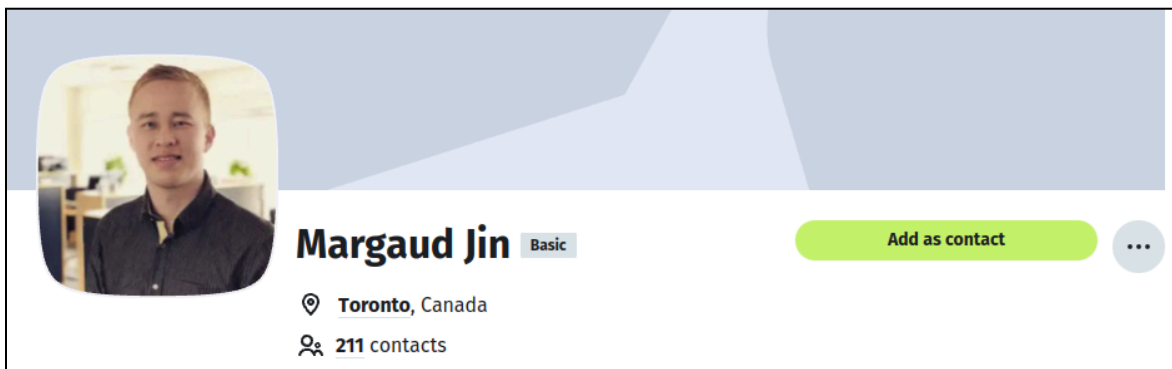 Margaud Jin Basic
Add as contact
Toronto, Canada
211 contacts